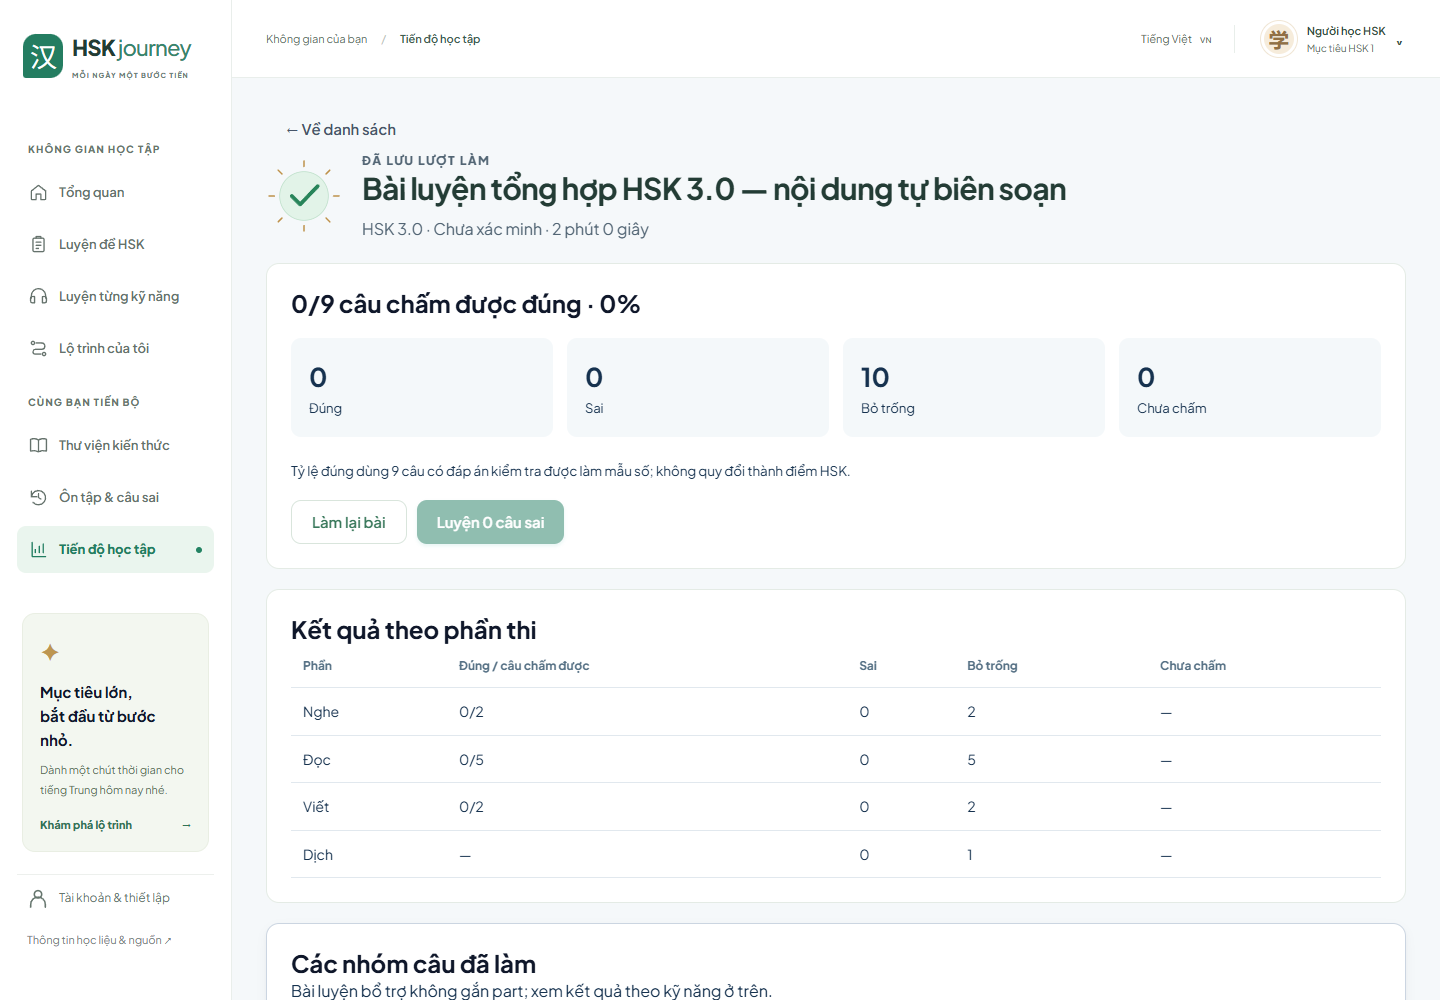 汉
HSK journey
MỖI NGÀY MỘT BƯỚC TIẾN
KHÔNG GIAN HỌC TẬP
Tổng quan
Luyện đề HSK
Luyện từng kỹ năng
Lộ trình của tôi
CÙNG BẠN TIẾN BỘ
Thư viện kiến thức
Ôn tập & câu sai
Tiến độ học tập
Mục tiêu lớn,
bắt đầu từ bước
nhỏ.
Dành một chút thời gian cho
tiếng Trung hôm nay nhé.
Khám phá lộ trình →
Tài khoản & thiết lập
Thông tin học liệu & nguồn ↗
Không gian của bạn / Tiến độ học tập
Tiếng Việt VN
学
Người học HSK
Mục tiêu HSK 1
← Về danh sách
ĐÃ LƯU LƯỢT LÀM
Bài luyện tổng hợp HSK 3.0 — nội dung tự biên soạn
HSK 3.0 · Chưa xác minh · 2 phút 0 giây
0/9 câu chấm được đúng · 0%
0
Đúng
0
Sai
10
Bỏ trống
0
Chưa chấm
Tỷ lệ đúng dùng 9 câu có đáp án kiểm tra được làm mẫu số; không quy đổi thành điểm HSK.
Làm lại bài
Luyện 0 câu sai
Kết quả theo phần thi
Phần Đúng / câu chấm được Sai Bỏ trống Chưa chấm
Nghe 0/2 0 2 —
Đọc 0/5 0 5 —
Viết 0/2 0 2 —
Dịch — 0 1 —
Các nhóm câu đã làm
Bài luyện bổ trợ không gắn part; xem kết quả theo kỹ năng ở trên.